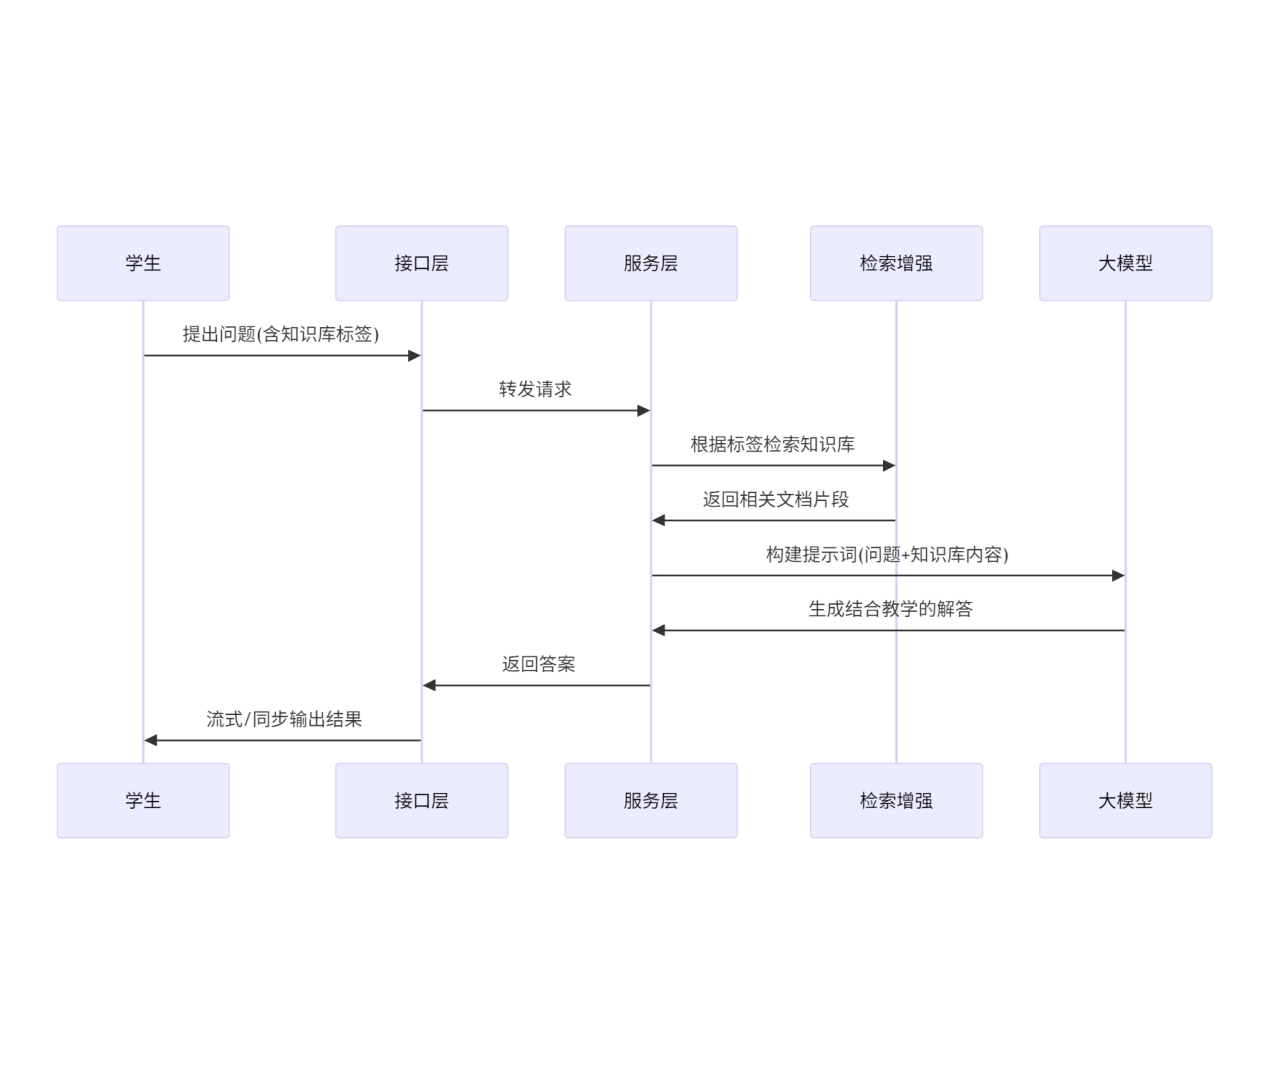 学生
接口层
服务层
检索增强
大模型
提出问题(含知识库标签)
转发请求
根据标签检索知识库
返回相关文档片段
构建提示词(问题+知识库内容)
生成结合教学的解答
返回答案
流式/同步输出结果
学生
接口层
服务层
检索增强
大模型